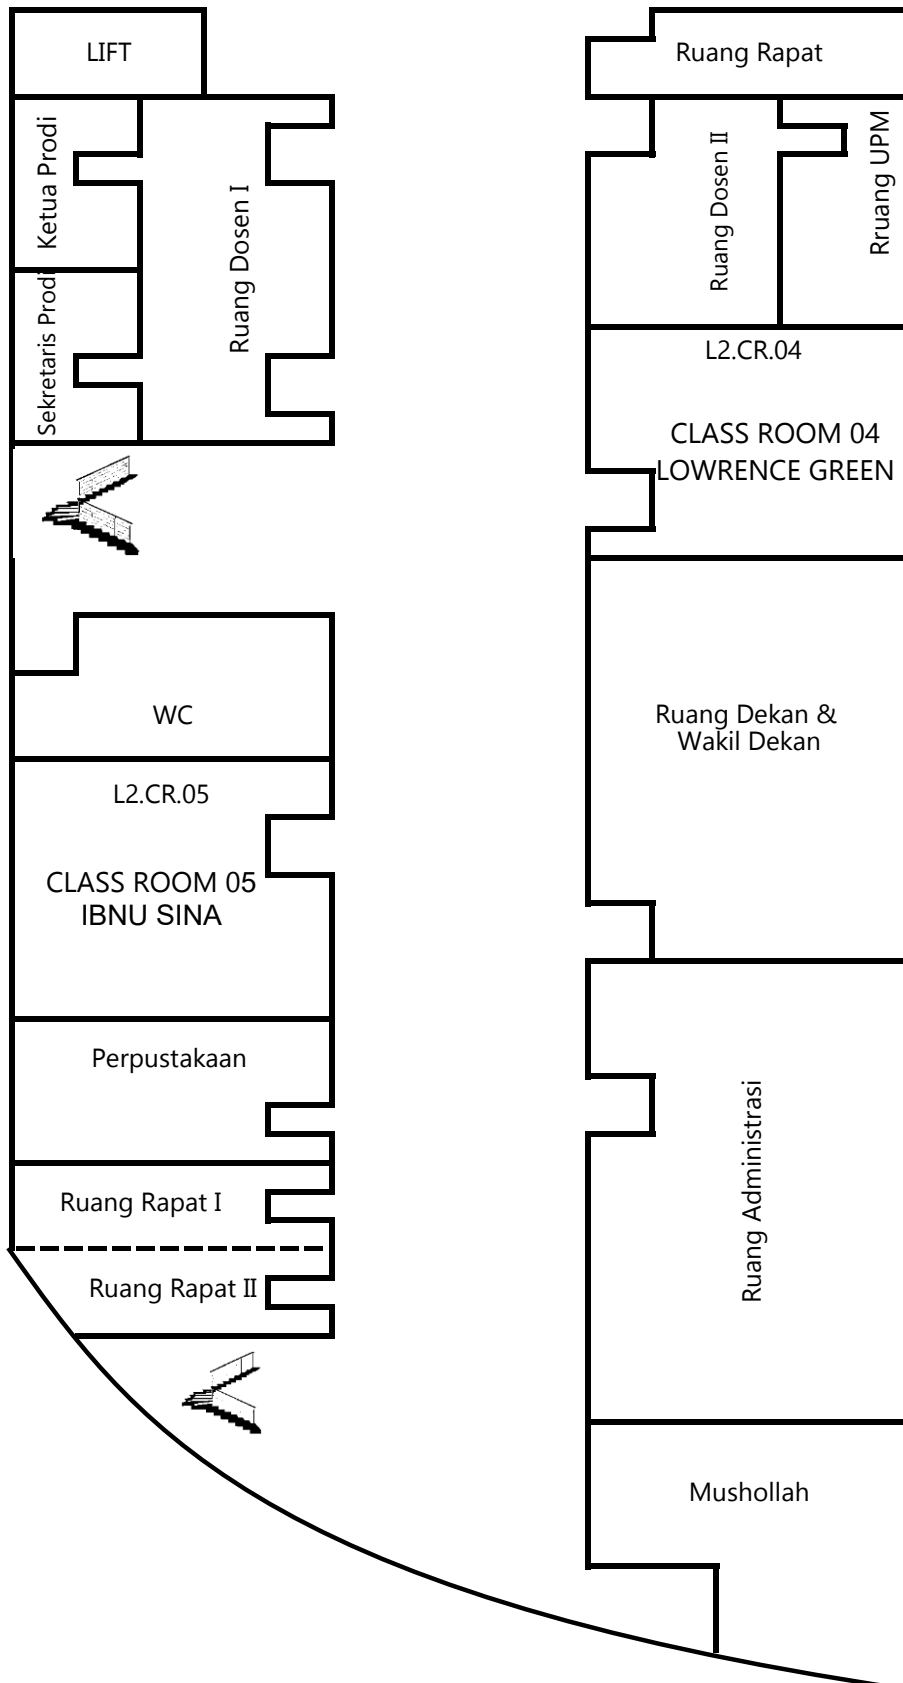 LIFT
Ruang Rapat
Ketua Prodi
Ruang Dosen I
Ruang Dosen II
Rruang UPM
Sekretaris Prodi
L2.CR.04
CLASS ROOM 04
LOWRENCE GREEN
WC
Ruang Dekan &
Wakil Dekan
L2.CR.05
CLASS ROOM 05
IBNU SINA
Perpustakaan
Ruang Administrasi
Ruang Rapat I
Ruang Rapat II
Mushollah